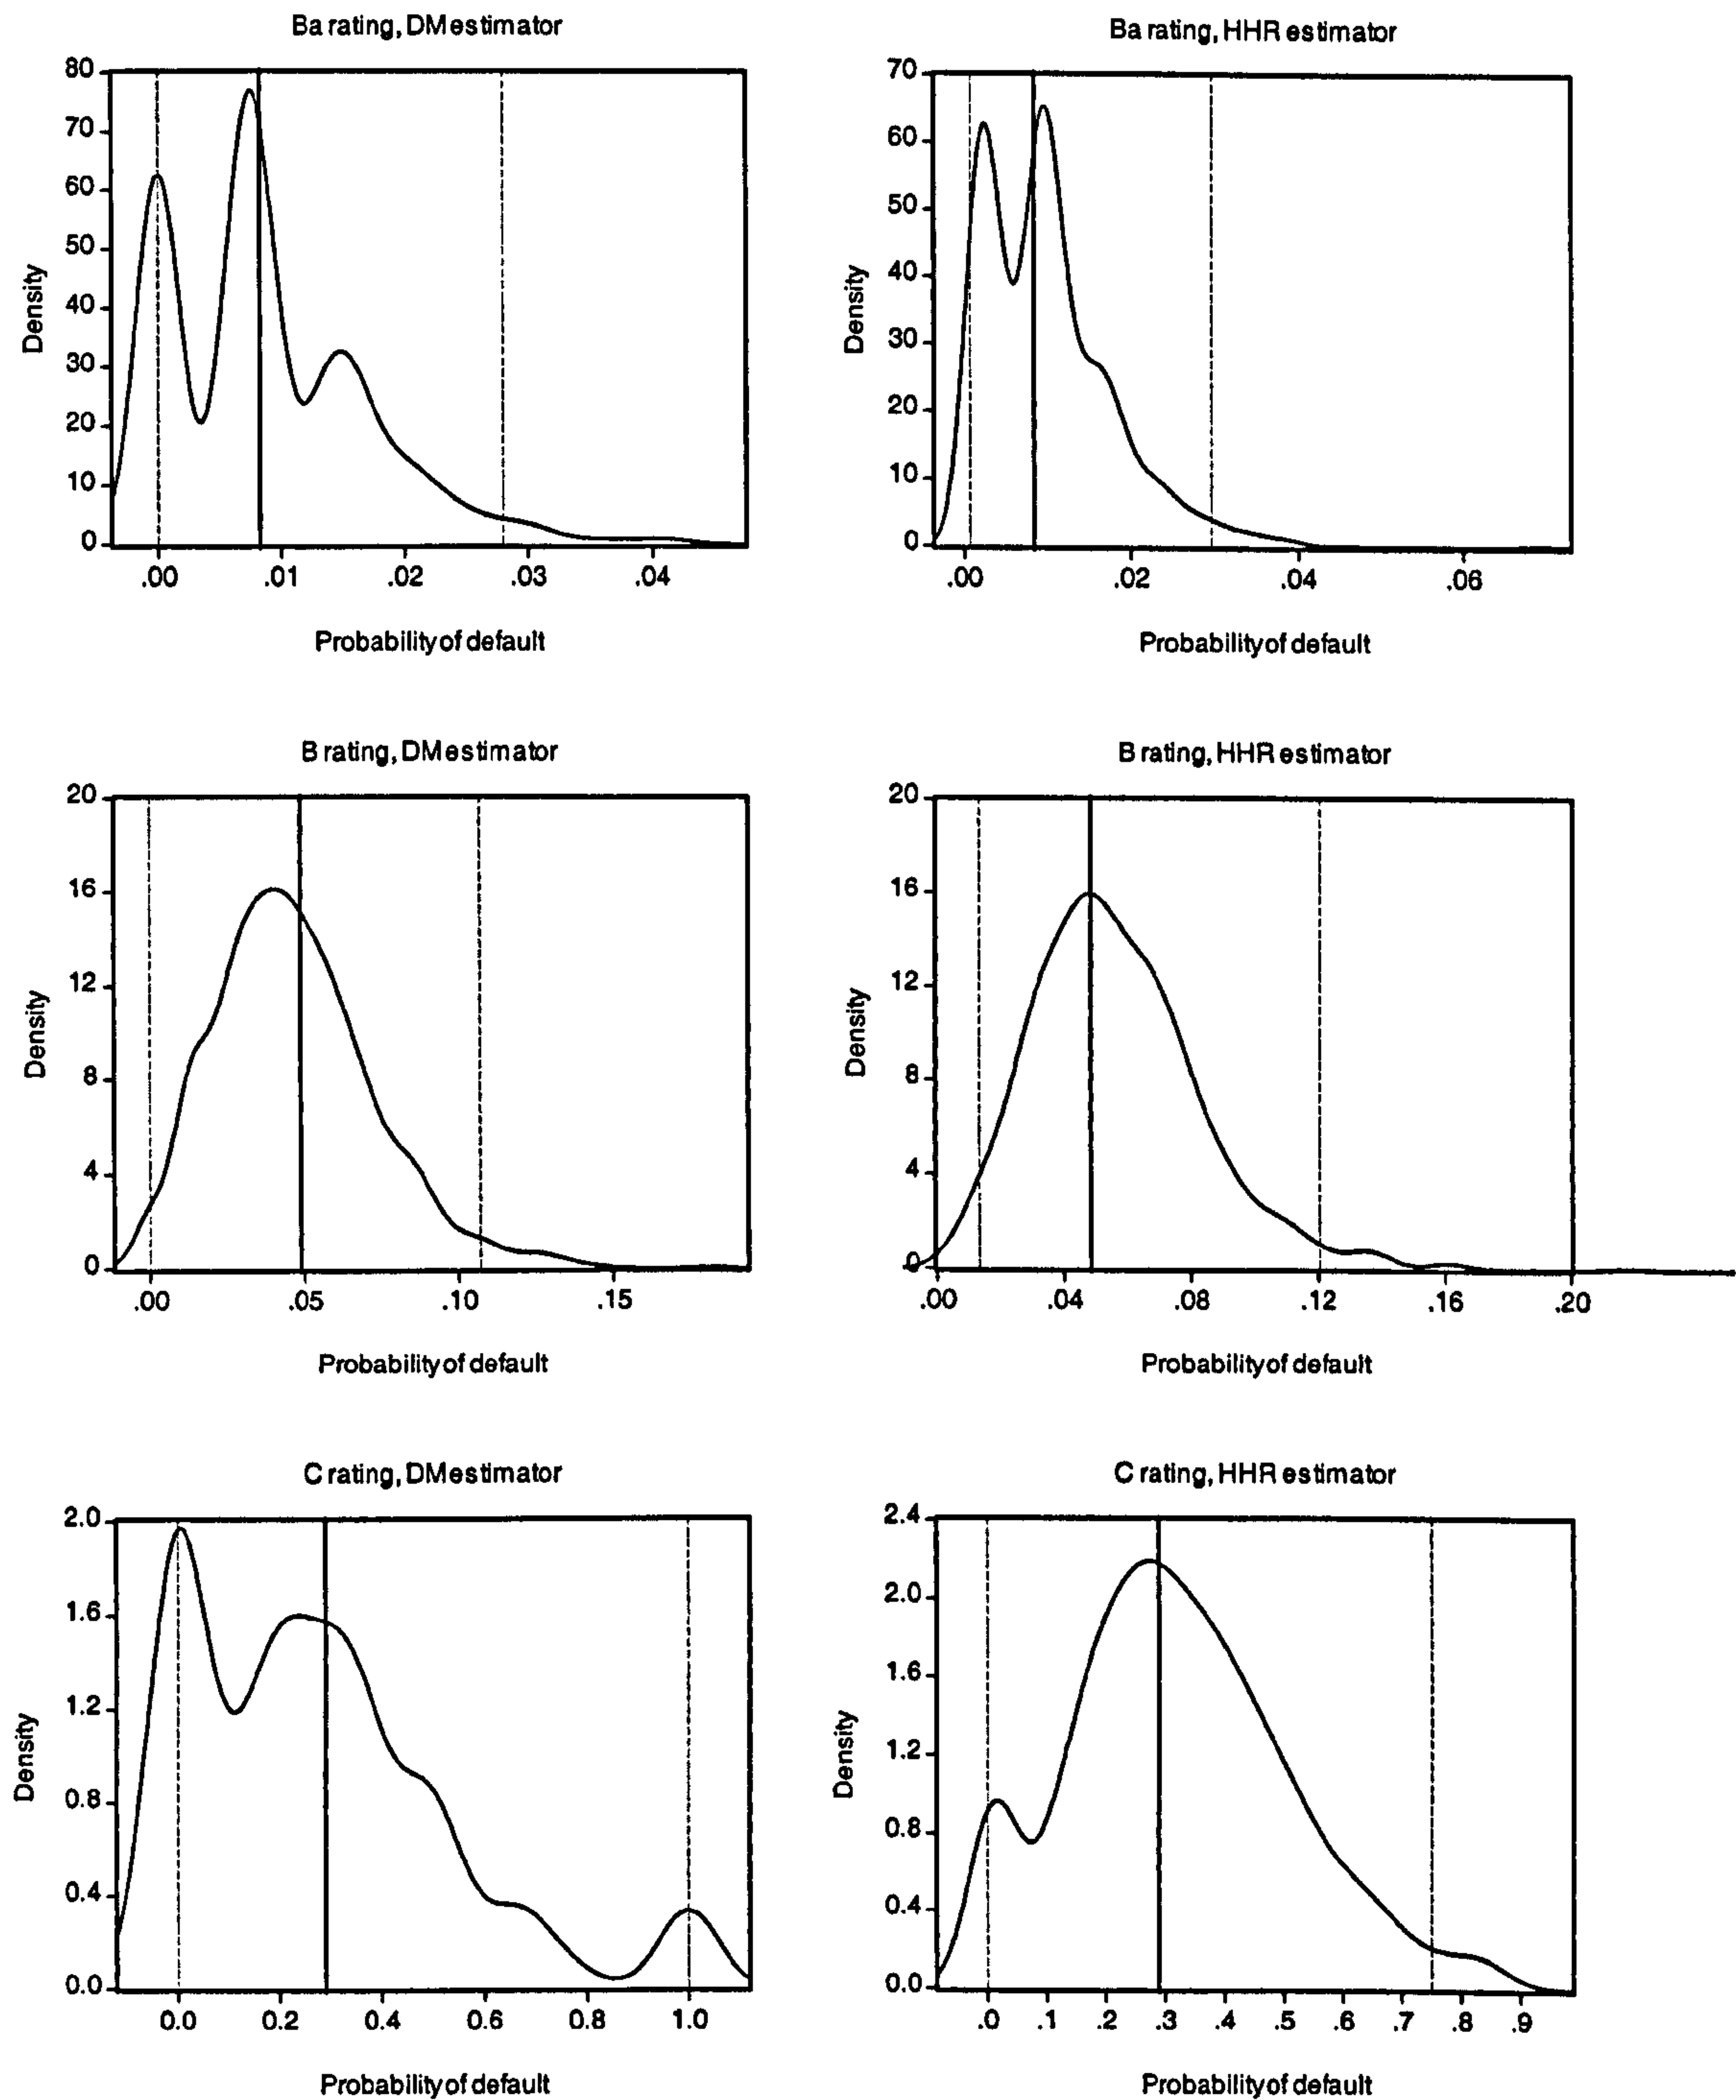 Ba rating, DM estimator
80
70
60
50
40
30
20
10
0
Density
.00 .01 .02 .03 .04
Probability of default
Ba rating, HHR estimator
70
60
50
40
30
20
10
0
Density
.00 .02 .04 .06
Probability of default
B rating, DM estimator
20
16
12
8
4
0
Density
.00 .05 .10 .15
Probability of default
B rating, HHR estimator
20
16
12
8
4
0
Density
.00 .04 .08 .12 .16 .20
Probability of default
C rating, DM estimator
2.0
1.6
1.2
0.8
0.4
0.0
Density
0.0 0.2 0.4 0.6 0.8 1.0
Probability of default
C rating, HHR estimator
2.4
2.0
1.6
1.2
0.8
0.4
0.0
Density
.0 .1 .2 .3 .4 .5 .6 .7 .8 .9
Probability of default